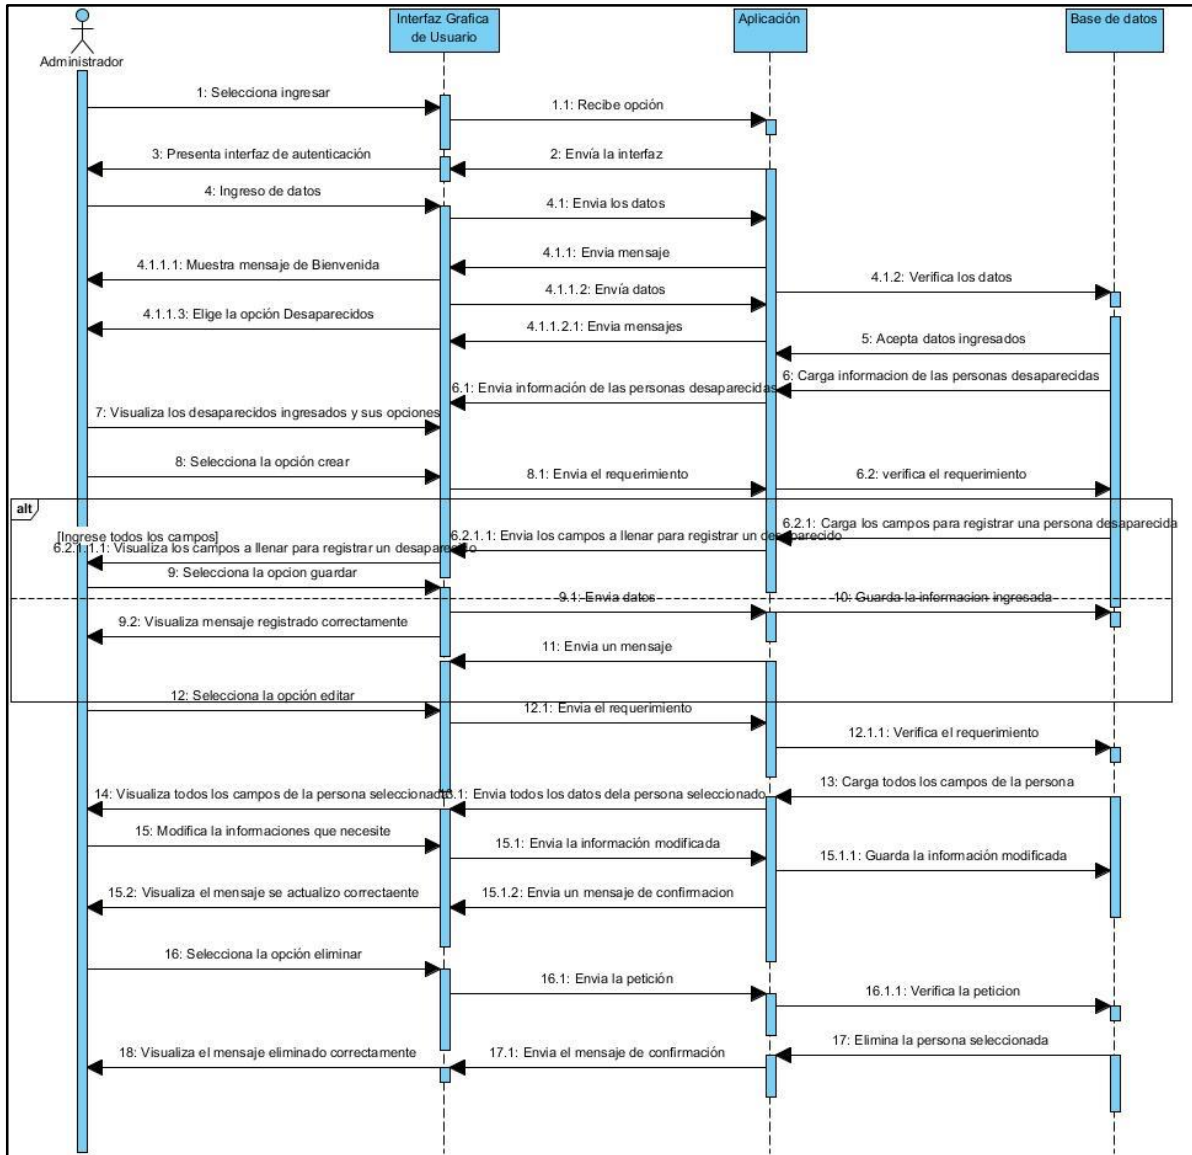 Interfaz Grafica
de Usuario
Aplicación
Base de datos
Administrador
1: Selecciona ingresar
1.1: Recibe opción
3: Presenta interfaz de autenticación
2: Envía la interfaz
4: Ingreso de datos
4.1: Envia los datos
4.1.1: Envia mensaje
4.1.1.1: Muestra mensaje de Bienvenida
4.1.2: Verifica los datos
4.1.1.2: Envía datos
4.1.1.3: Elige la opción Desaparecidos
4.1.1.2.1: Envia mensajes
5: Acepta datos ingresados
6: Carga informacion de las personas desaparecidas
6.1: Envia información de las personas desaparecidas
7: Visualiza los desaparecidos ingresados y sus opciones
8: Selecciona la opción crear
8.1: Envia el requerimiento
6.2: verifica el requerimiento
alt
[Ingrese todos los campos]
6.2.1: Carga los campos para registrar una persona desaparecida
6.2.1.1: Envia los campos a llenar para registrar un desaparecido
6.2.1.1.1: Visualiza los campos a llenar para registrar un desaparecido
9: Selecciona la opcion guardar
9.1: Envia datos
10: Guarda la informacion ingresada
9.2: Visualiza mensaje registrado correctamente
11: Envia un mensaje
12: Selecciona la opción editar
12.1: Envia el requerimiento
12.1.1: Verifica el requerimiento
13: Carga todos los campos de la persona
14: Visualiza todos los campos de la persona seleccionada
13.1: Envia todos los datos dela persona seleccionado
15: Modifica la informaciones que necesite
15.1: Envia la información modificada
15.1.1: Guarda la información modificada
15.2: Visualiza el mensaje se actualizo correctaente
15.1.2: Envia un mensaje de confirmacion
16: Selecciona la opción eliminar
16.1: Envia la petición
16.1.1: Verifica la peticion
17: Elimina la persona seleccionada
18: Visualiza el mensaje eliminado correctamente
17.1: Envia el mensaje de confirmación